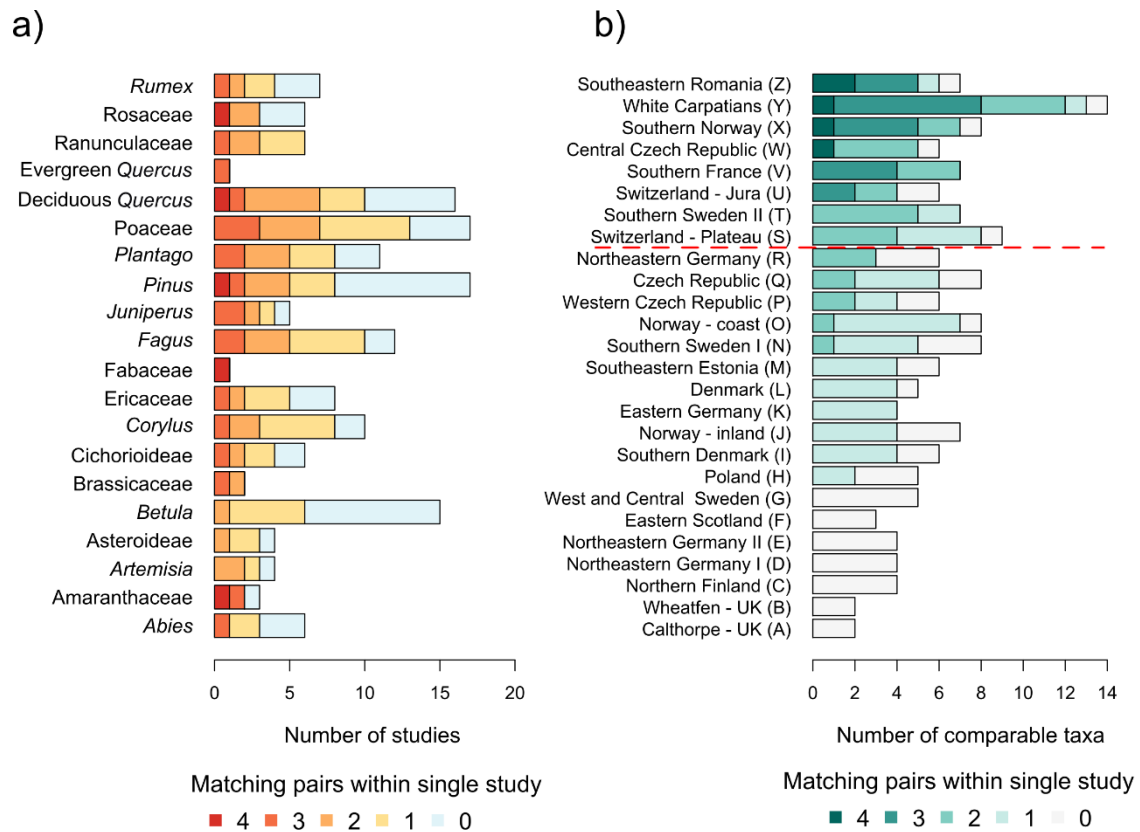 a)
Rumex
Rosaceae
Ranunculaceae
Evergreen Quercus
Deciduous Quercus
Poaceae
Plantago
Pinus
Juniperus
Fagus
Fabaceae
Ericaceae
Corylus
Cichorioideae
Brassicaceae
Betula
Asteroideae
Artemisia
Amaranthaceae
Abies
0 5 10 15 20
Number of studies
Matching pairs within single study
4 3 2 1 0
b)
Southeastern Romania (Z)
White Carpatians (Y)
Southern Norway (X)
Central Czech Republic (W)
Southern France (V)
Switzerland - Jura (U)
Southern Sweden II (T)
Switzerland - Plateau (S)
Northeastern Germany (R)
Czech Republic (Q)
Western Czech Republic (P)
Norway - coast (O)
Southern Sweden I (N)
Southeastern Estonia (M)
Denmark (L)
Eastern Germany (K)
Norway - inland (J)
Southern Denmark (I)
Poland (H)
West and Central Sweden (G)
Eastern Scotland (F)
Northeastern Germany II (E)
Northeastern Germany I (D)
Northern Finland (C)
Wheatfen - UK (B)
Calthorpe - UK (A)
0 2 4 6 8 10 12 14
Number of comparable taxa
Matching pairs within single study
4 3 2 1 0